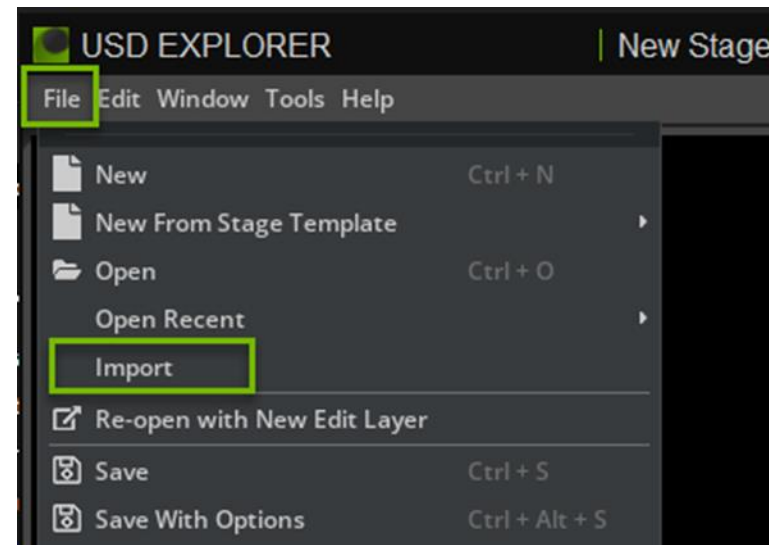 USD EXPLORER | New Stage
File Edit Window Tools Help
New Ctrl + N
New From Stage Template
Open Ctrl + O
Open Recent
Import
Re-open with New Edit Layer
Save Ctrl + S
Save With Options Ctrl + Alt + S